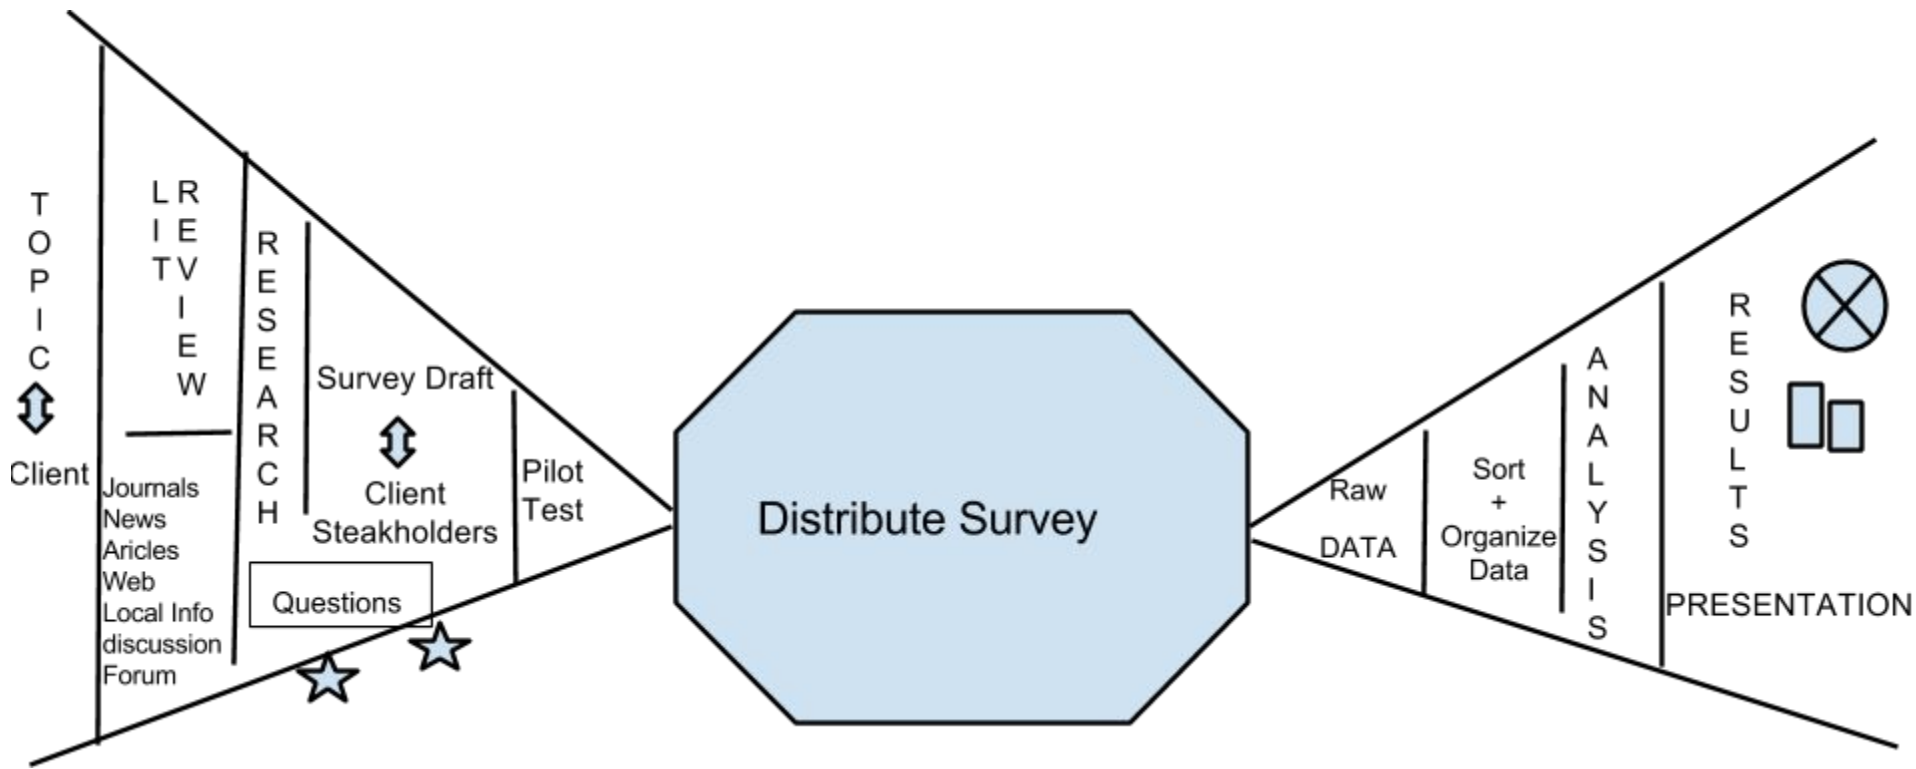 TOPIC
Client
LIT REVIEW
Journals
News
Aricles
Web
Local Info
discussion
Forum
RESEARCH
Survey Draft
Client
Steakholders
Questions
Pilot
Test
Distribute Survey
Raw
DATA
Sort
+
Organize
Data
ANALYSIS
RESULTS
PRESENTATION